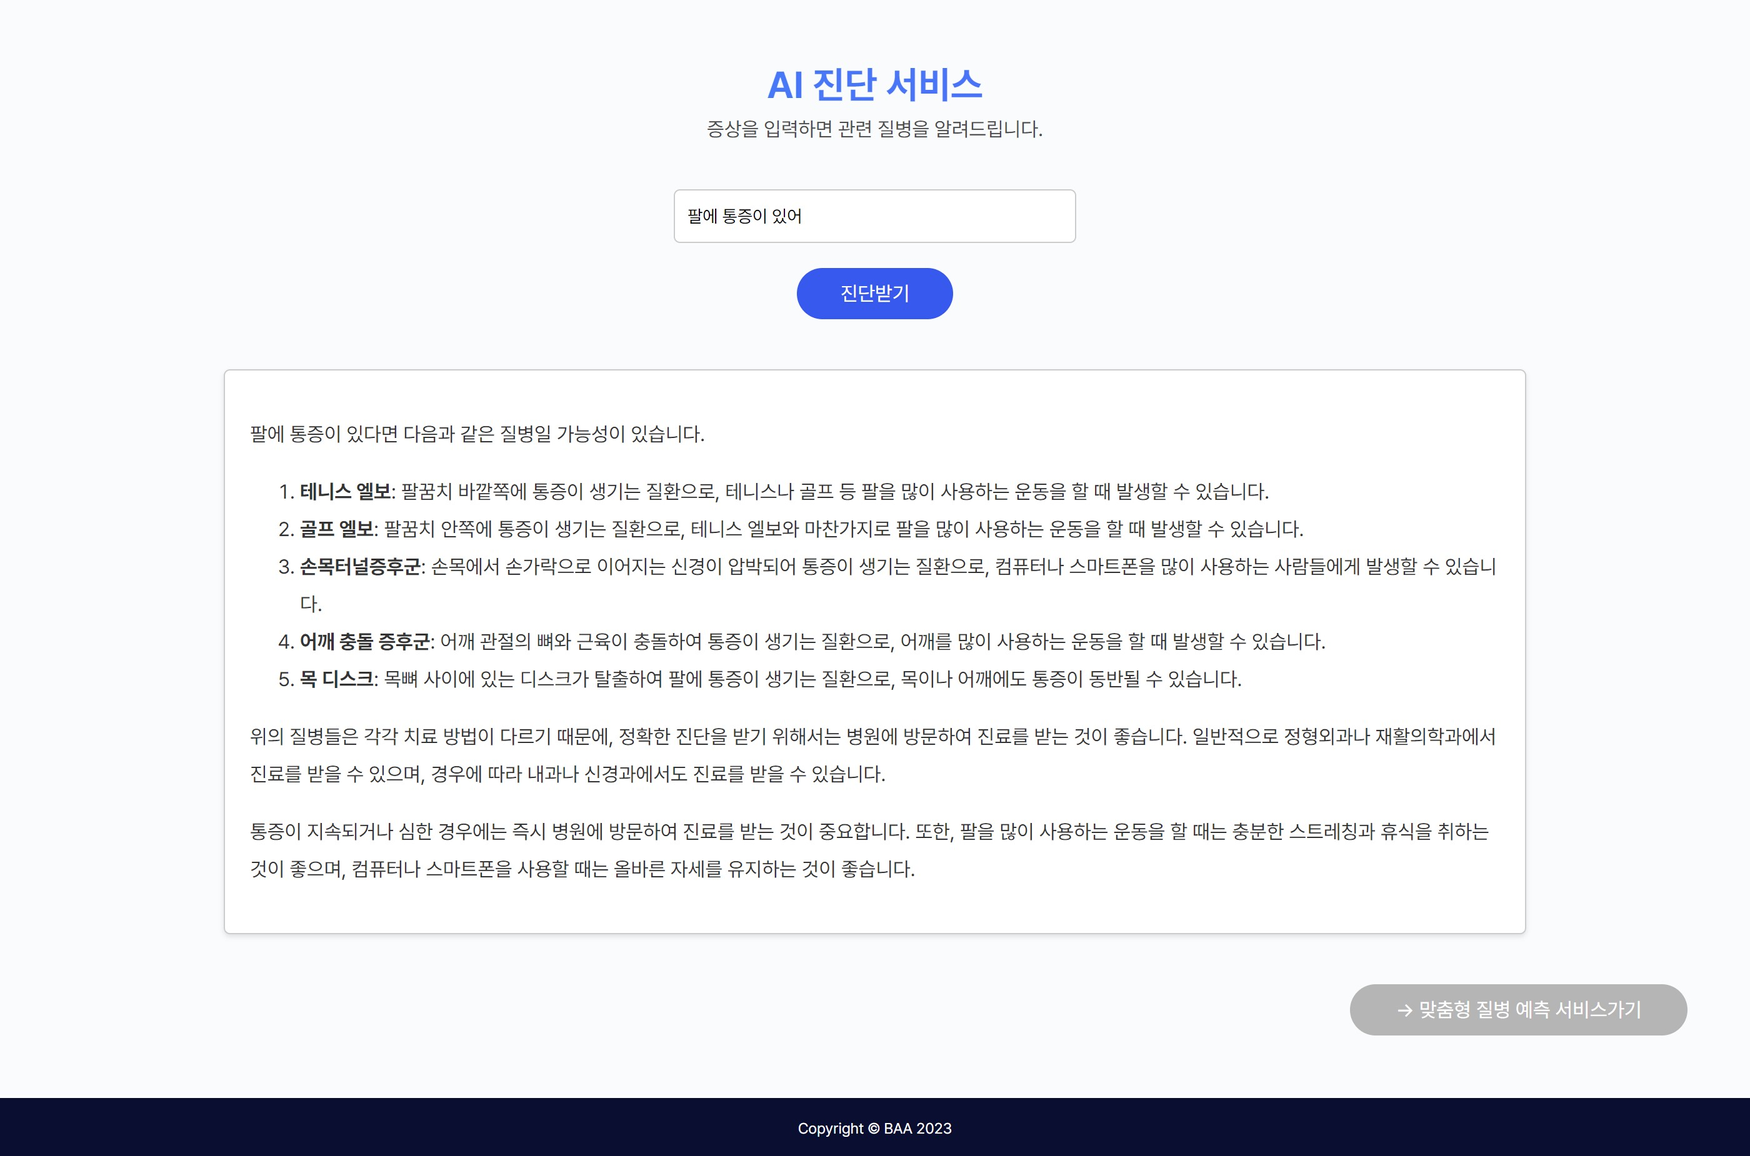 AI 진단 서비스
증상을 입력하면 관련 질병을 알려드립니다.
팔에 통증이 있어
진단받기
팔에 통증이 있다면 다음과 같은 질병일 가능성이 있습니다.
1. 테니스 엘보: 팔꿈치 바깥쪽에 통증이 생기는 질환으로, 테니스나 골프 등 팔을 많이 사용하는 운동을 할 때 발생할 수 있습니다.
2. 골프 엘보: 팔꿈치 안쪽에 통증이 생기는 질환으로, 테니스 엘보와 마찬가지로 팔을 많이 사용하는 운동을 할 때 발생할 수 있습니다.
3. 손목터널증후군: 손목에서 손가락으로 이어지는 신경이 압박되어 통증이 생기는 질환으로, 컴퓨터나 스마트폰을 많이 사용하는 사람들에게 발생할 수 있습니
다.
4. 어깨 충돌 증후군: 어깨 관절의 뼈와 근육이 충돌하여 통증이 생기는 질환으로, 어깨를 많이 사용하는 운동을 할 때 발생할 수 있습니다.
5. 목 디스크: 목뼈 사이에 있는 디스크가 탈출하여 팔에 통증이 생기는 질환으로, 목이나 어깨에도 통증이 동반될 수 있습니다.
위의 질병들은 각각 치료 방법이 다르기 때문에, 정확한 진단을 받기 위해서는 병원에 방문하여 진료를 받는 것이 좋습니다. 일반적으로 정형외과나 재활의학과에서
진료를 받을 수 있으며, 경우에 따라 내과나 신경과에서도 진료를 받을 수 있습니다.
통증이 지속되거나 심한 경우에는 즉시 병원에 방문하여 진료를 받는 것이 중요합니다. 또한, 팔을 많이 사용하는 운동을 할 때는 충분한 스트레칭과 휴식을 취하는
것이 좋으며, 컴퓨터나 스마트폰을 사용할 때는 올바른 자세를 유지하는 것이 좋습니다.
→ 맞춤형 질병 예측 서비스가기
Copyright © BAA 2023